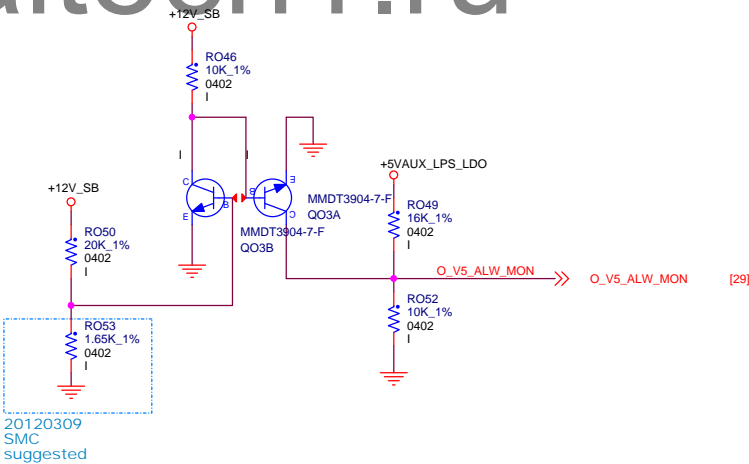 +12V_SB
RO46
10K_1%
0402
I
I
I
C
B
E
B
E
C
MMDT3904-7-F
QO3A
MMDT3904-7-F
QO3B
+12V_SB
RO50
20K_1%
0402
I
RO53
1.65K_1%
0402
I
20120309
SMC
suggested
+5VAUX_LPS_LDO
RO49
16K_1%
0402
I
O_V5_ALW_MON
O_V5_ALW_MON [29]
RO52
10K_1%
0402
I